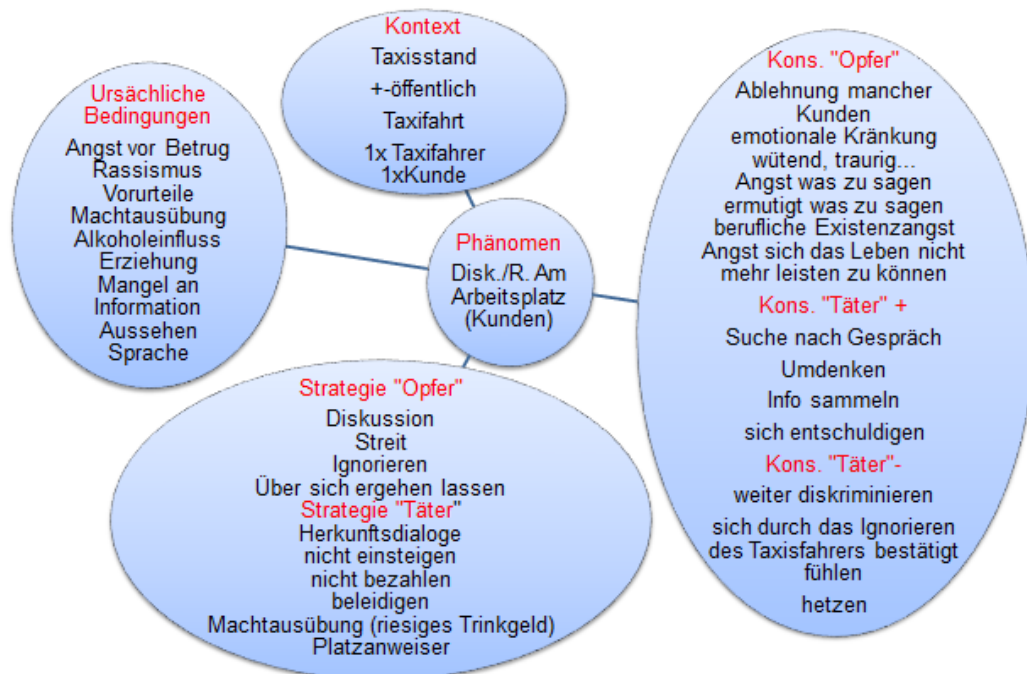 Kontext
Taxisstand
+-öffentlich
Taxifahrt
1x Taxifahrer
1xKunde
Ursächliche
Bedingungen
Angst vor Betrug
Rassismus
Vorurteile
Machtausübung
Alkoholeinfluss
Erziehung
Mangel an
Information
Aussehen
Sprache
Phänomen
Disk./R. Am
Arbeitsplatz
(Kunden)
Kons. "Opfer"
Ablehnung mancher
Kunden
emotionale Kränkung
wütend, traurig...
Angst was zu sagen
ermutigt was zu sagen
berufliche Existenzangst
Angst sich das Leben nicht
mehr leisten zu können
Kons. "Täter" +
Suche nach Gespräch
Umdenken
Info sammeln
sich entschuldigen
Kons. "Täter"-
weiter diskriminieren
sich durch das Ignorieren
des Taxisfahrers bestätigt
fühlen
hetzen
Strategie "Opfer"
Diskussion
Streit
Ignorieren
Über sich ergehen lassen
Strategie "Täter"
Herkunftsdialoge
nicht einsteigen
nicht bezahlen
beleidigen
Machtausübung (riesiges Trinkgeld)
Platzanweiser